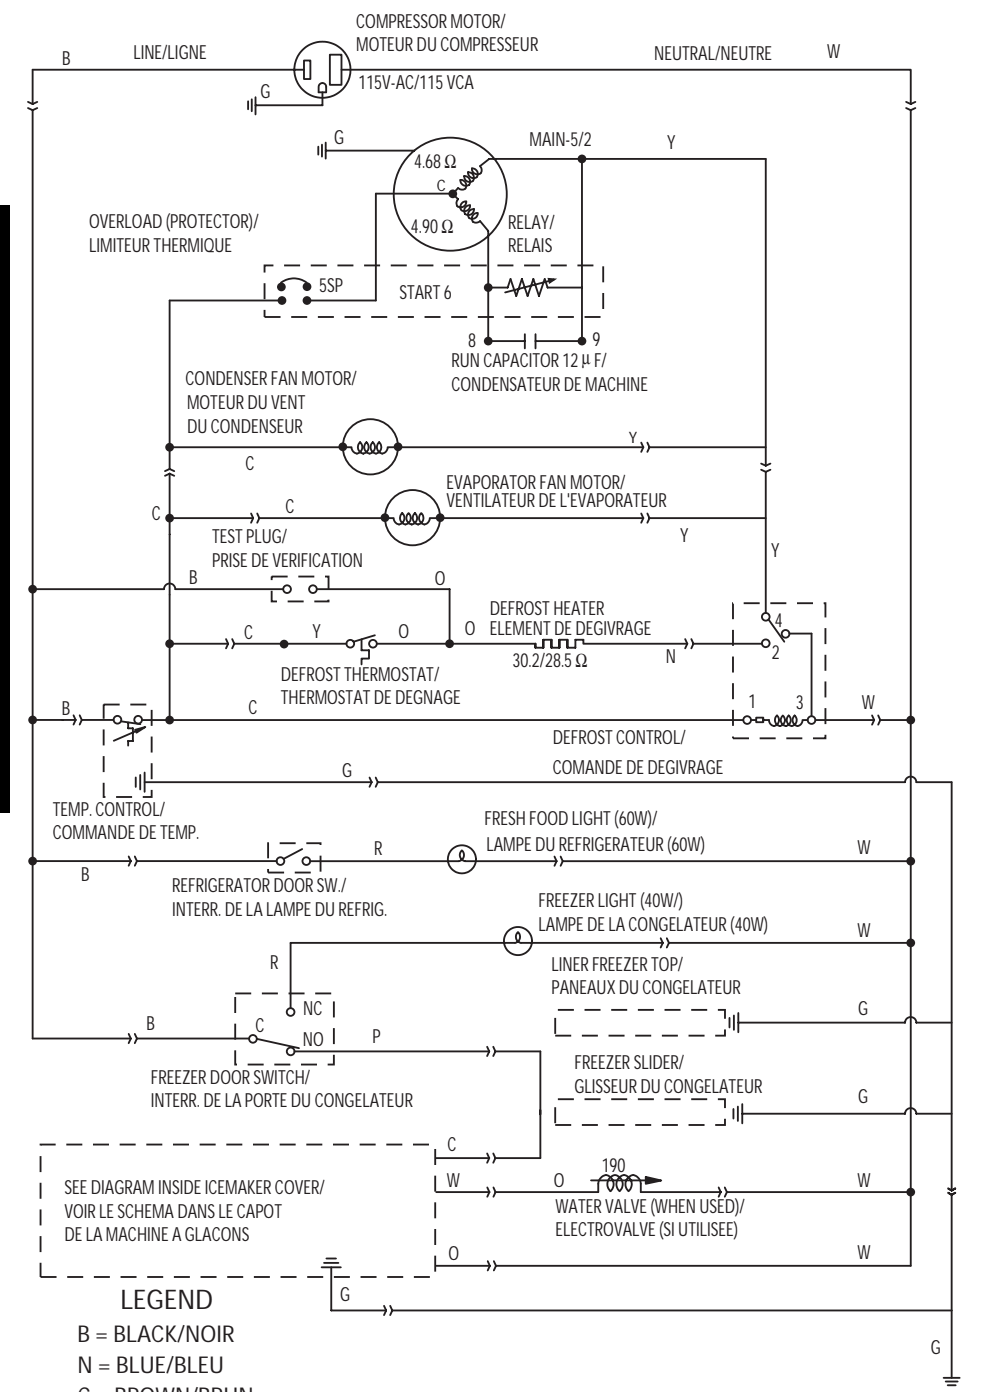 COMPRESSOR MOTOR/
MOTEUR DU COMPRESSEUR
B
LINE/LIGNE
NEUTRAL/NEUTRE
W
115V-AC/115 VCA
G
G
MAIN-5/2
Y
4.68 Ω
C
4.90 Ω
OVERLOAD (PROTECTOR)/
LIMITEUR THERMIQUE
RELAY/
RELAIS
5SP
START 6
8
9
RUN CAPACITOR 12 μ F/
CONDENSATEUR DE MACHINE
CONDENSER FAN MOTOR/
MOTEUR DU VENT
DU CONDENSEUR
Y
C
EVAPORATOR FAN MOTOR/
VENTILATEUR DE L'EVAPORATEUR
C
C
Y
TEST PLUG/
PRISE DE VERIFICATION
Y
B
O
DEFROST HEATER
ELEMENT DE DEGIVRAGE
4
C
Y
O
O
30.2/28.5 Ω
N
2
DEFROST THERMOSTAT/
THERMOSTAT DE DEGNAGE
B
C
1
3
W
DEFROST CONTROL/
COMANDE DE DEGIVRAGE
G
TEMP. CONTROL/
COMMANDE DE TEMP.
FRESH FOOD LIGHT (60W)/
LAMPE DU REFRIGERATEUR (60W)
R
W
B
REFRIGERATOR DOOR SW./
INTERR. DE LA LAMPE DU REFRIG.
FREEZER LIGHT (40W/)
LAMPE DE LA CONGELATEUR (40W)
W
R
LINER FREEZER TOP/
PANEAUX DU CONGELATEUR
NC
G
B
C
NO
P
FREEZER DOOR SWITCH/
INTERR. DE LA PORTE DU CONGELATEUR
FREEZER SLIDER/
GLISSEUR DU CONGELATEUR
G
C
W
O
190
W
SEE DIAGRAM INSIDE ICEMAKER COVER/
VOIR LE SCHEMA DANS LE CAPOT
DE LA MACHINE A GLACONS
WATER VALVE (WHEN USED)/
ELECTROVALVE (SI UTILISEE)
O
W
G
LEGEND
B = BLACK/NOIR
G
N = BLUE/BLEU
C = BROWN/BRUN